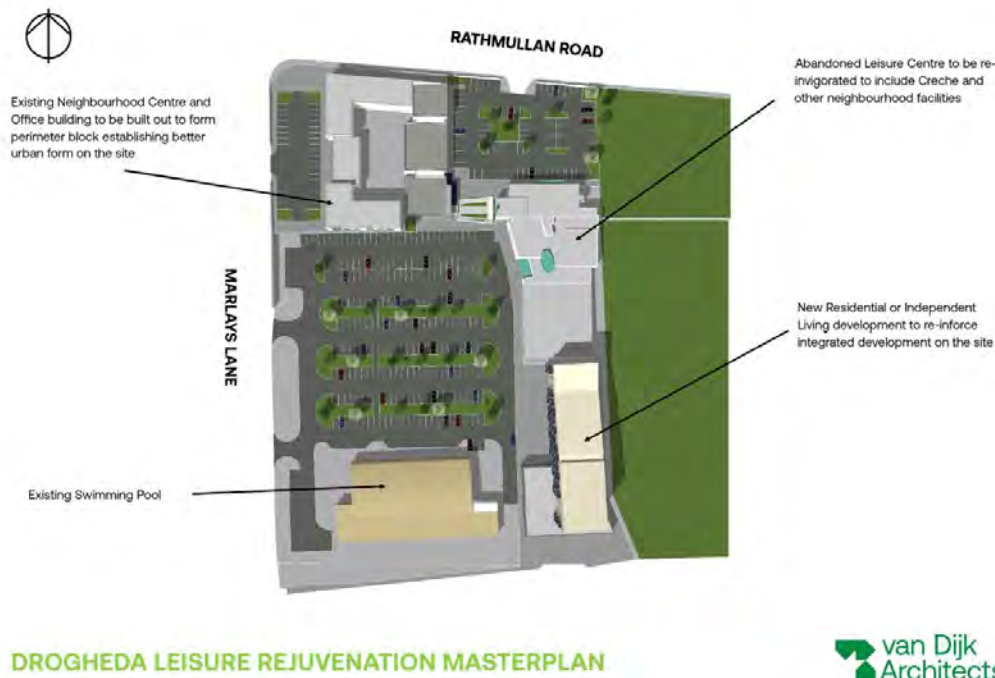 RATHMULLAN ROAD
Existing Neighbourhood Centre and
Office building to be built out to form
perimeter block establishing better
urban form on the site
Abandoned Leisure Centre to be re-
invigorated to include Creche and
other neighbourhood facilities
MARLAYS LANE
New Residential or Independent
Living development to re-inforce
integrated development on the site
Existing Swimming Pool
DROGHEDA LEISURE REJUVENATION MASTERPLAN
van Dijk
Architects